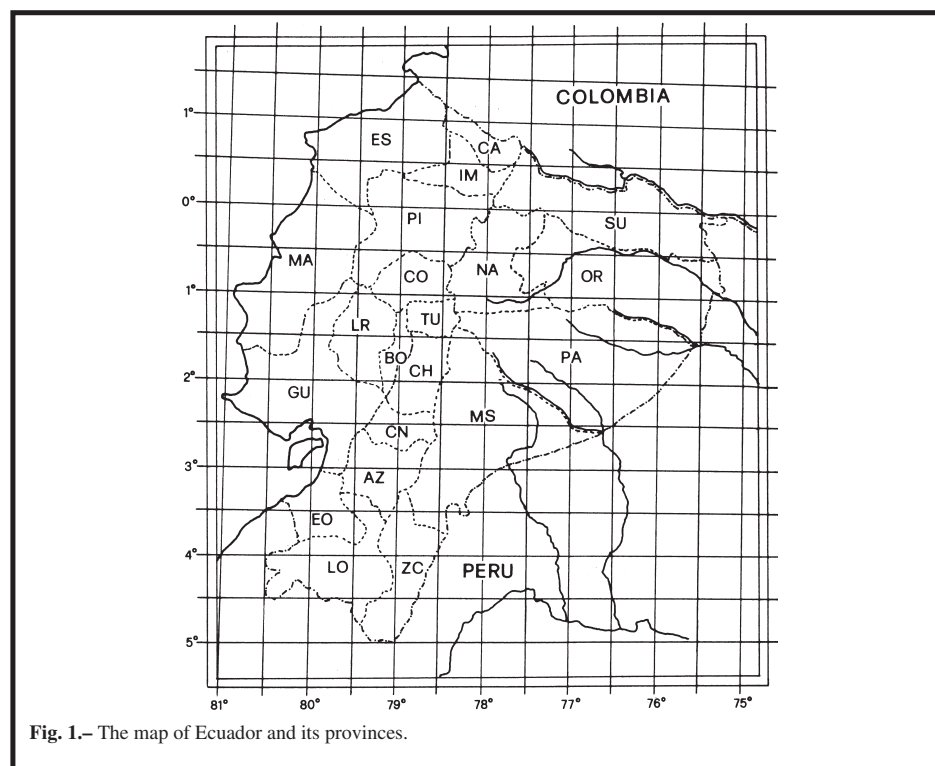 COLOMBIA
1°
ES
CA
IM
0°
PI
SU
MA
CO
NA
OR
1°
LR
TU
BO
CH
PA
2°
GU
MS
CN
3°
AZ
EO
4°
LO
ZC
PERU
5°
81°
80°
79°
78°
77°
76°
75°
Fig. 1.– The map of Ecuador and its provinces.